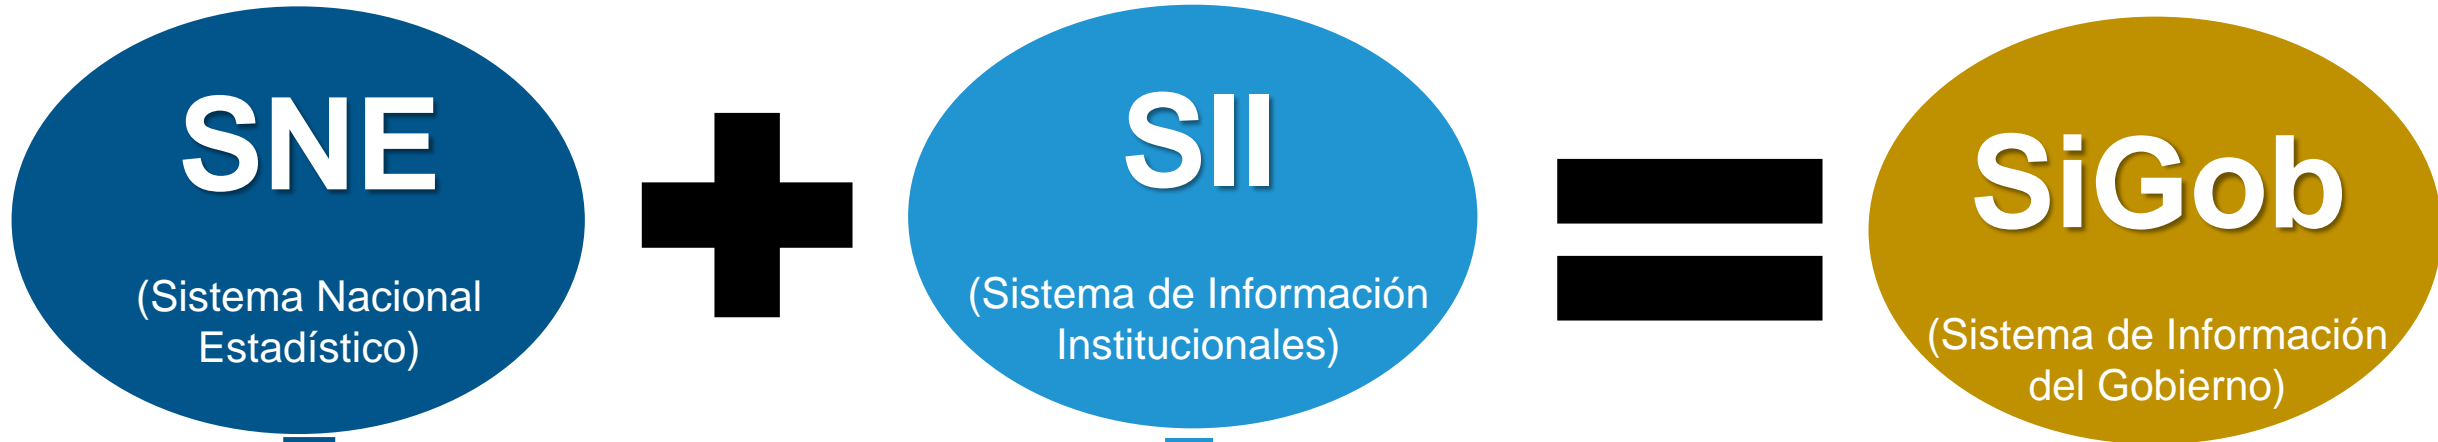 SNE
(Sistema Nacional
Estadístico)
SII
(Sistema de Información
Institucionales)
SiGob
(Sistema de Información
del Gobierno)